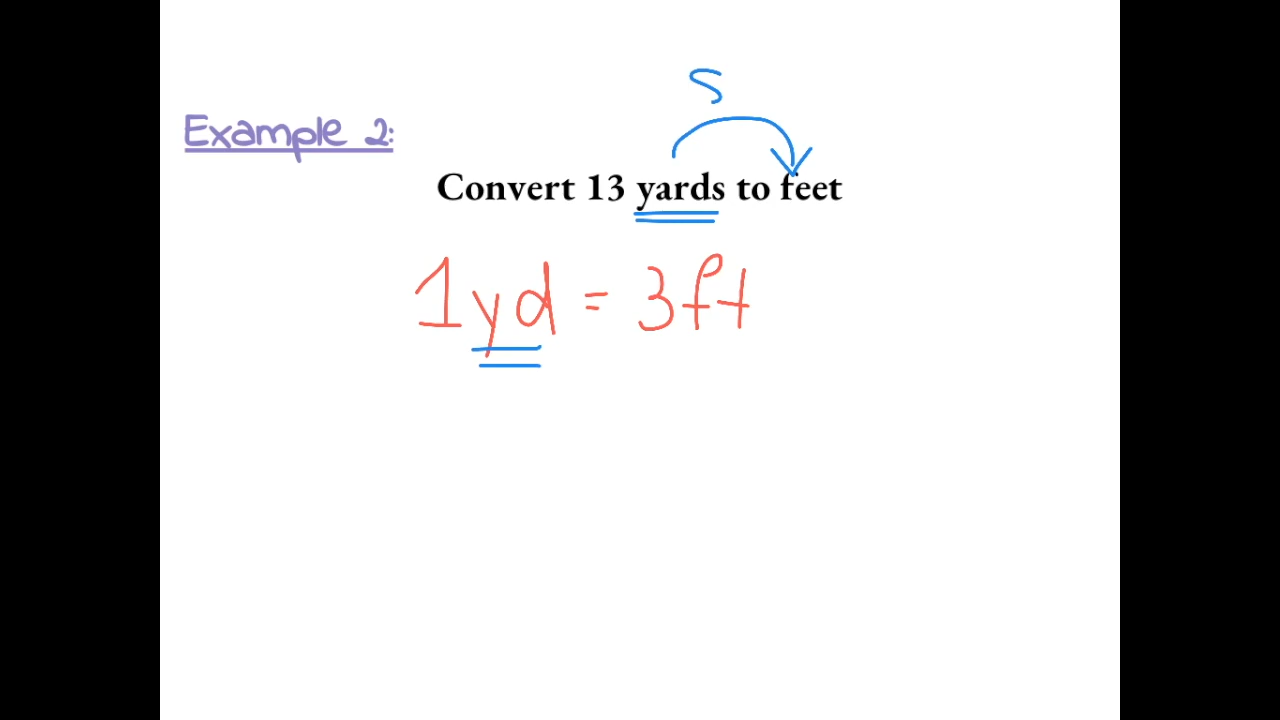 S
Example 2:
Convert 13 yards to feet
1yd = 3ft